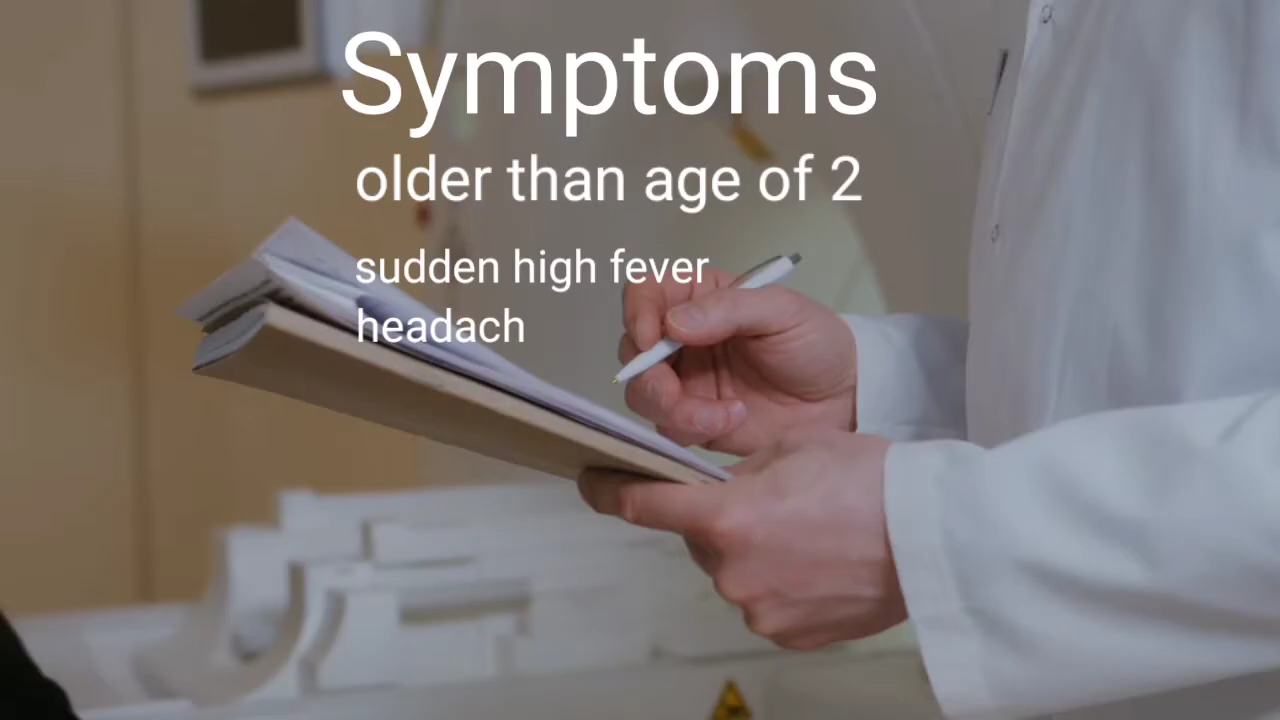 Symptoms
older than age of 2
sudden high fever
headach